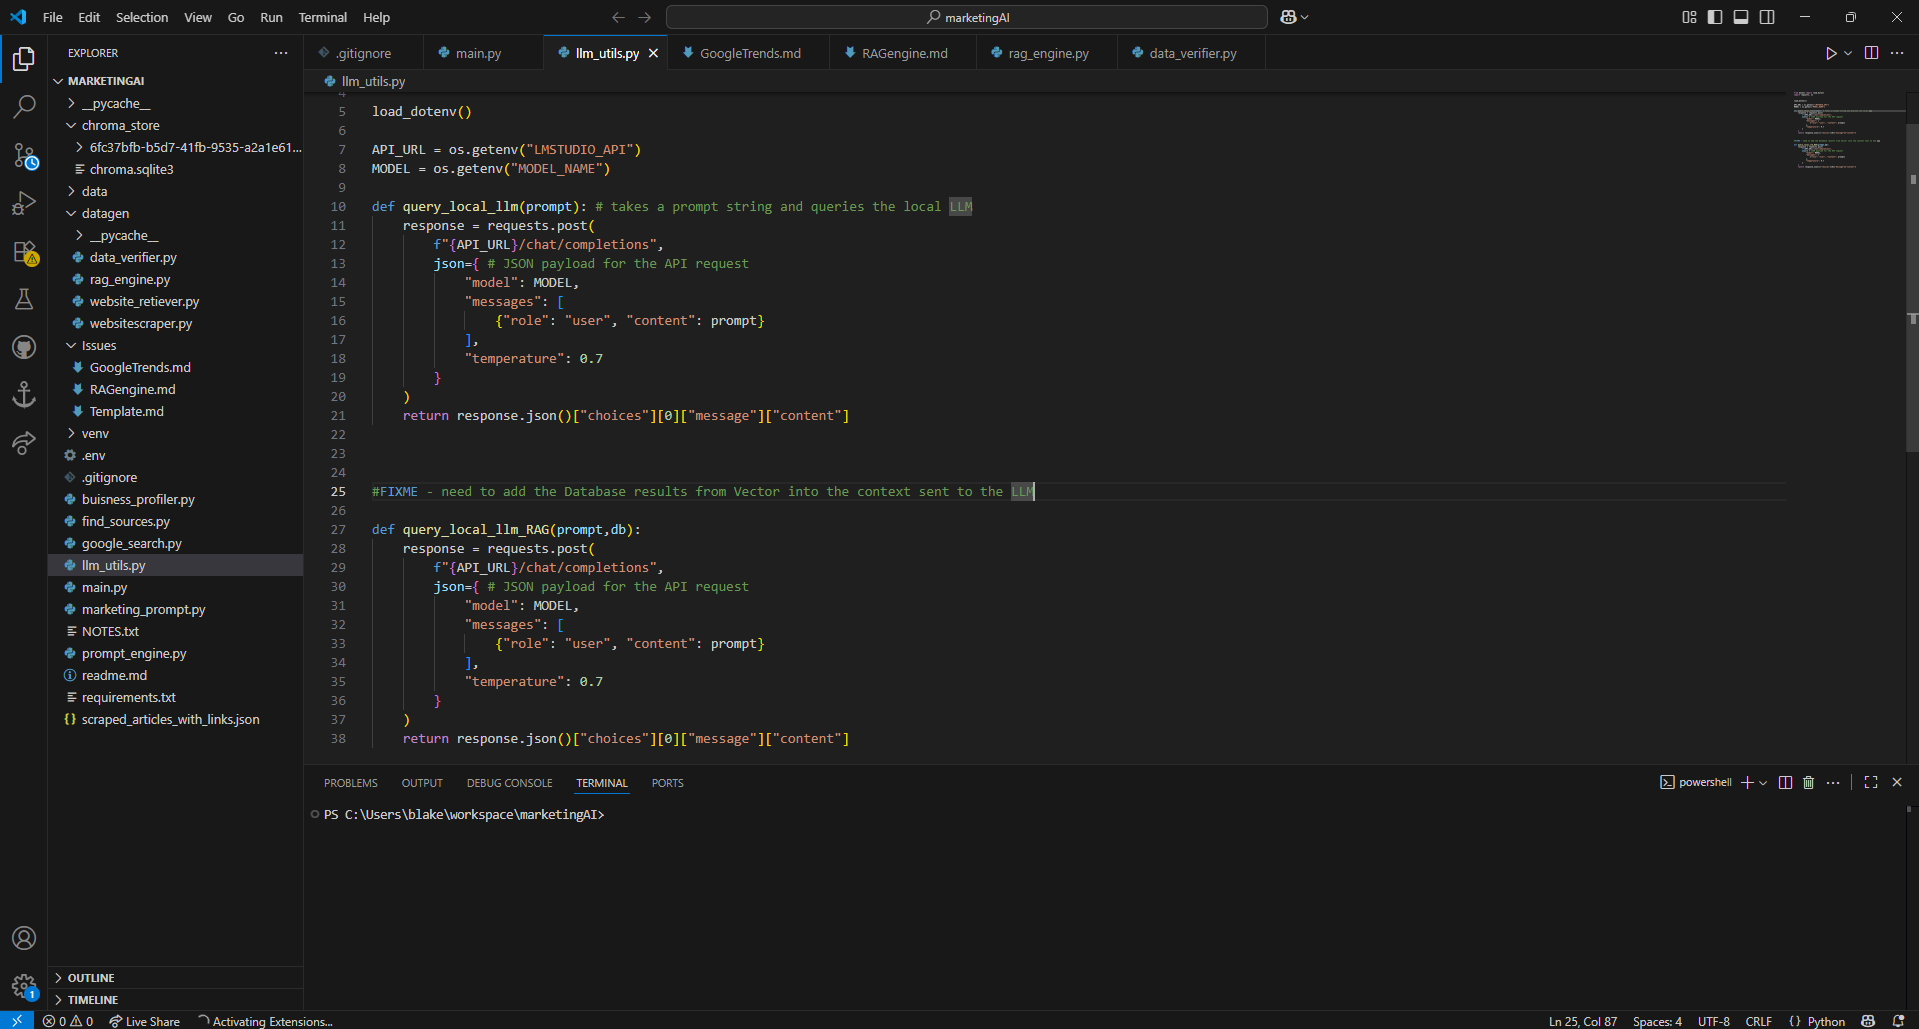 File Edit Selection View Go Run Terminal Help
marketingAI
EXPLORER
MARKETINGAI
__pycache__
chroma_store
6fc37bfb-b5d7-41fb-9535-a2a1e61...
chroma.sqlite3
data
datagen
__pycache__
data_verifier.py
rag_engine.py
website_retiever.py
websitescraper.py
Issues
GoogleTrends.md
RAGengine.md
Template.md
venv
.env
.gitignore
buisness_profiler.py
find_sources.py
google_search.py
llm_utils.py
main.py
marketing_prompt.py
NOTES.txt
prompt_engine.py
readme.md
requirements.txt
scraped_articles_with_links.json
OUTLINE
TIMELINE
.gitignore main.py llm_utils.py GoogleTrends.md RAGengine.md rag_engine.py data_verifier.py
llm_utils.py
4
5 load_dotenv()
6
7 API_URL = os.getenv("LMSTUDIO_API")
8 MODEL = os.getenv("MODEL_NAME")
9
10 def query_local_llm(prompt): # takes a prompt string and queries the local LLM
11 response = requests.post(
12 f"{API_URL}/chat/completions",
13 json={ # JSON payload for the API request
14 "model": MODEL,
15 "messages": [
16 {"role": "user", "content": prompt}
17 ],
18 "temperature": 0.7
19 }
20 )
21 return response.json()["choices"][0]["message"]["content"]
22
23
24
25 #FIXME - need to add the Database results from Vector into the context sent to the LLM
26
27 def query_local_llm_RAG(prompt,db):
28 response = requests.post(
29 f"{API_URL}/chat/completions",
30 json={ # JSON payload for the API request
31 "model": MODEL,
32 "messages": [
33 {"role": "user", "content": prompt}
34 ],
35 "temperature": 0.7
36 }
37 )
38 return response.json()["choices"][0]["message"]["content"]
PROBLEMS OUTPUT DEBUG CONSOLE TERMINAL PORTS
powershell
PS C:\Users\blake\workspace\marketingAI>
1
0 0 Live Share Activating Extensions... Ln 25, Col 87 Spaces: 4 UTF-8 CRLF {} Python